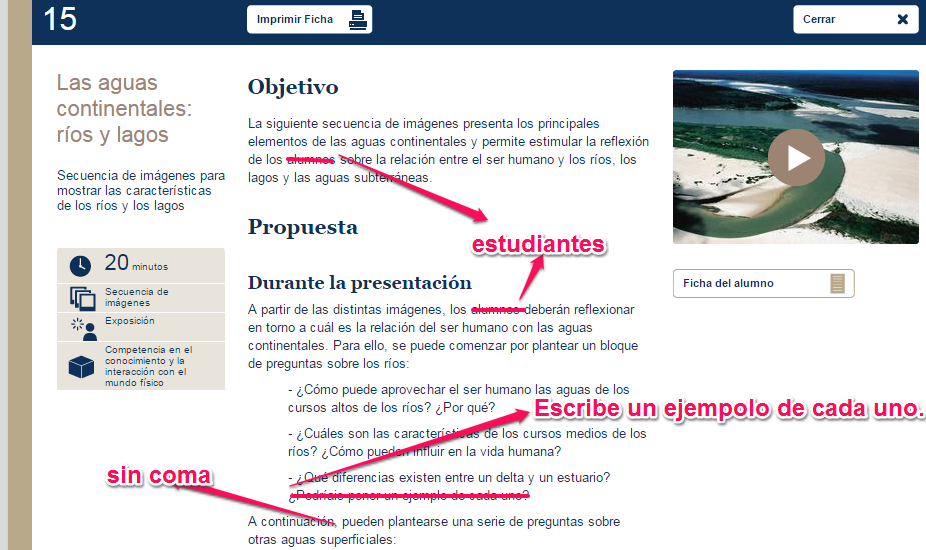 15
Imprimir Ficha
Cerrar
Las aguas
continentales:
ríos y lagos
Secuencia de imágenes para
mostrar las características
de los ríos y los lagos
20 minutos
Secuencia de
imágenes
Exposición
Competencia en el
conocimiento y la
interacción con el
mundo físico
Objetivo
La siguiente secuencia de imágenes presenta los principales
elementos de las aguas continentales y permite estimular la reflexión
de los alumnos sobre la relación entre el ser humano y los ríos, los
lagos y las aguas subterráneas.
Propuesta
estudiantes
Durante la presentación
A partir de las distintas imágenes, los alumnos deberán reflexionar
en torno a cuál es la relación del ser humano con las aguas
continentales. Para ello, se puede comenzar por plantear un bloque
de preguntas sobre los ríos:
- ¿Cómo puede aprovechar el ser humano las aguas de los
cursos altos de los ríos? ¿Por qué?
Escribe un ejempolo de cada uno.
- ¿Cuáles son las características de los cursos medios de los
ríos? ¿Cómo pueden influir en la vida humana?
sin coma
- ¿Qué diferencias existen entre un delta y un estuario?
¿Podríais poner un ejemplo de cada uno?
A continuación, pueden plantearse una serie de preguntas sobre
otras aguas superficiales:
Ficha del alumno